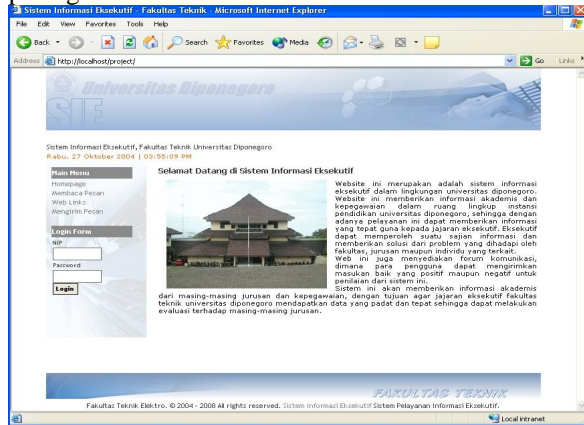 Sistem Informasi Eksekutif - Fakultas Teknik - Microsoft Internet Explorer
File Edit View Favorites Tools Help
Back Search Favorites Media
Address http://localhost/project/ Go Links
Universitas Diponegoro
SIE
Sistem Informasi Eksekutif, Fakultas Teknik Universitas Diponegoro
Rabu, 27 Oktober 2004 | 03:55:09 PM
Main Menu
Homepage
Membaca Pesan
Web Links
Mengirim Pesan
Login Form
NIP
Password
Login
Selamat Datang di Sistem Informasi Eksekutif
Website ini merupakan adalah sistem informasi
eksekutif dalam lingkungan universitas diponegoro.
Website ini memberikan informasi akademis dan
kepegawaian dalam ruang lingkup instansi
pendidikan universitas diponegoro, sehingga dengan
adanya pelayanan ini dapat memberikan informasi
yang tepat guna kepada jajaran eksekutif. Eksekutif
dapat memperoleh suatu sajian informasi dan
memberikan solusi dari problem yang dihadapi oleh
fakultas, jurusan maupun individu yang terkait.
Web ini juga menyediakan forum komunikasi,
dimana para pengguna dapat mengirimkan
masukan baik yang positif maupun negatif untuk
penilaian dari sistem ini.
Sistem ini akan memberikan informasi akademis
dari masing-masing jurusan dan kepegawaian, dengan tujuan agar jajaran eksekutif fakultas
teknik universitas diponegoro mendapatkan data yang padat dan tepat sehingga dapat melakukan
evaluasi terhadap masing-masing jurusan.
FAKULTAS TEKNIK
Fakultas Teknik Elektro. © 2004 - 2008 All rights reserved. Sistem Informasi Eksekutif Sistem Pelayanan Informasi Eksekutif.
Local intranet